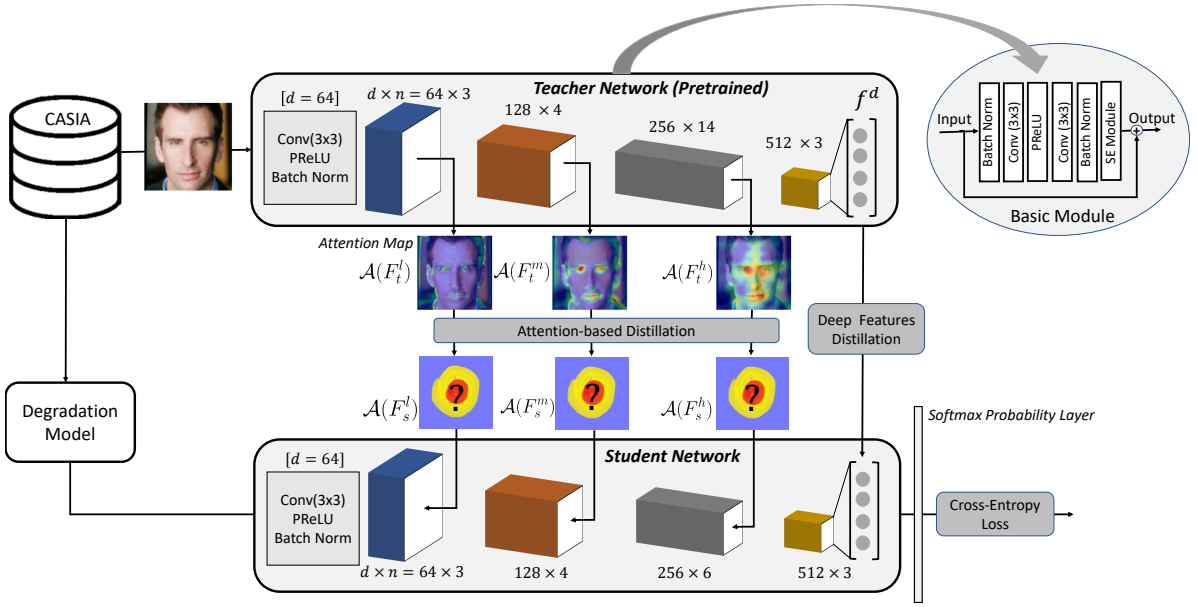 CASIA
Teacher Network (Pretrained)
[d = 64]
Conv(3x3)
PReLU
Batch Norm
d × n = 64 × 3
128 × 4
256 × 14
512 × 3
f^d
Input
Batch Norm
Conv (3x3)
PReLU
Conv (3x3)
Batch Norm
SE Module
Output
Basic Module
Attention Map
A(F_t^l)
A(F_t^m)
A(F_t^h)
Attention-based Distillation
Deep Features
Distillation
?
?
?
A(F_s^l)
A(F_s^m)
A(F_s^h)
Degradation
Model
Softmax Probability Layer
Student Network
[d = 64]
Conv(3x3)
PReLU
Batch Norm
d × n = 64 × 3
128 × 4
256 × 6
512 × 3
Cross-Entropy
Loss